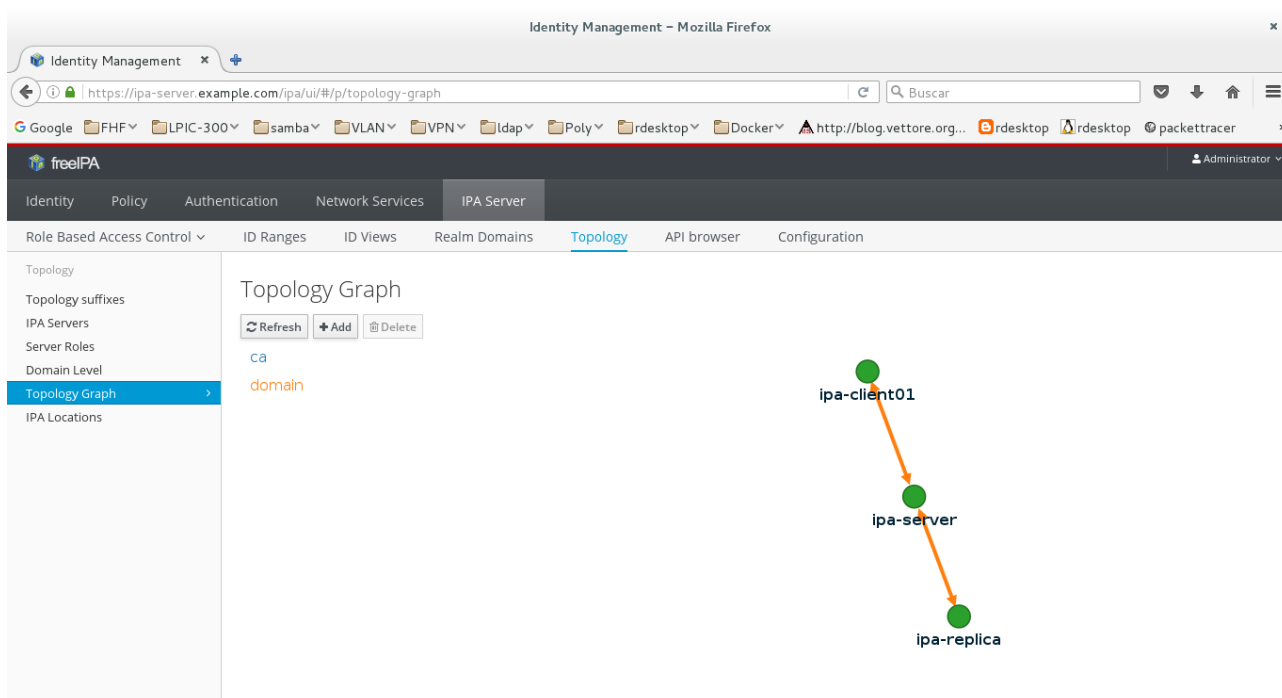 Identity Management - Mozilla Firefox
Identity Management
https://ipa-server.example.com/ipa/ui/#/p/topology-graph
Buscar
Google FHF LPIC-300 samba VLAN VPN ldap Poly rdesktop Docker http://blog.vettore.org... rdesktop rdesktop packettracer
freeIPA
Administrator
Identity Policy Authentication Network Services IPA Server
Role Based Access Control ID Ranges ID Views Realm Domains Topology API browser Configuration
Topology
Topology suffixes
IPA Servers
Server Roles
Domain Level
Topology Graph
IPA Locations
Topology Graph
Refresh Add Delete
ca
domain
ipa-client01
ipa-server
ipa-replica